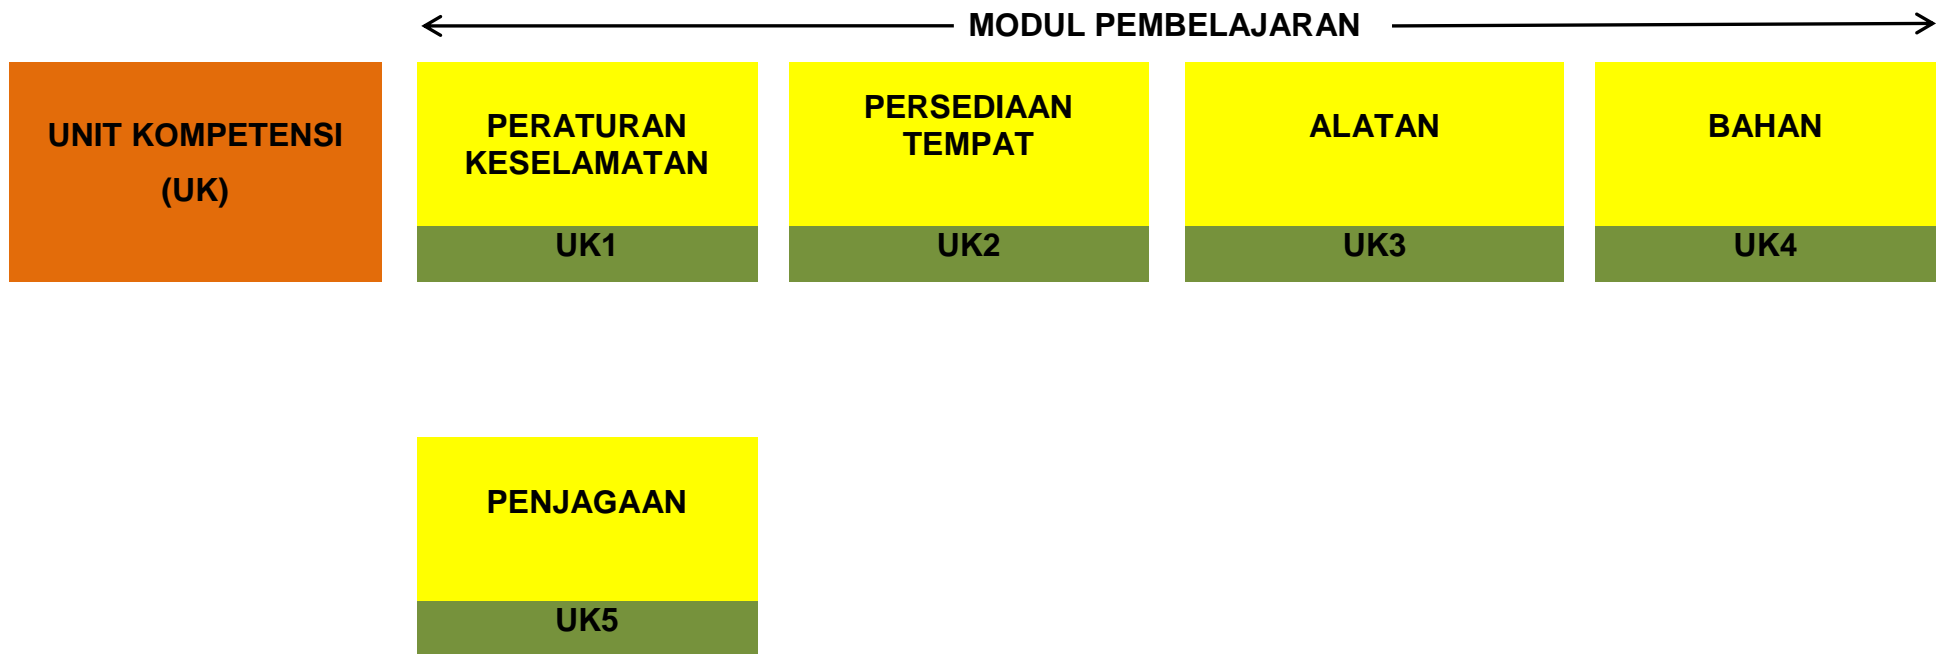 MODUL PEMBELAJARAN
UNIT KOMPETENSI
(UK)
PERATURAN
KESELAMATAN
UK1
PERSEDIAAN
TEMPAT
UK2
ALATAN
UK3
BAHAN
UK4
PENJAGAAN
UK5